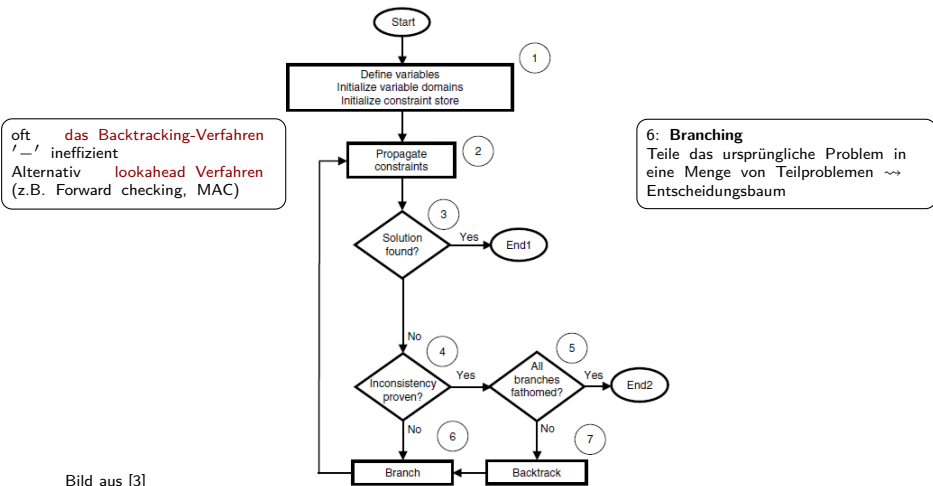 Start
1
Define variables
Initialize variable domains
Initialize constraint store
oft das Backtracking-Verfahren
'−' ineffizient
Alternativ lookahead Verfahren
(z.B. Forward checking, MAC)
6: Branching
Teile das ursprüngliche Problem in
eine Menge von Teilproblemen ⇝
Entscheidungsbaum
Propagate
constraints
2
3
Solution
found?
Yes
End1
No
4
Inconsistency
proven?
Yes
5
All
branches
fathomed?
Yes
End2
No
6
No
7
Branch
Backtrack
Bild aus [3]